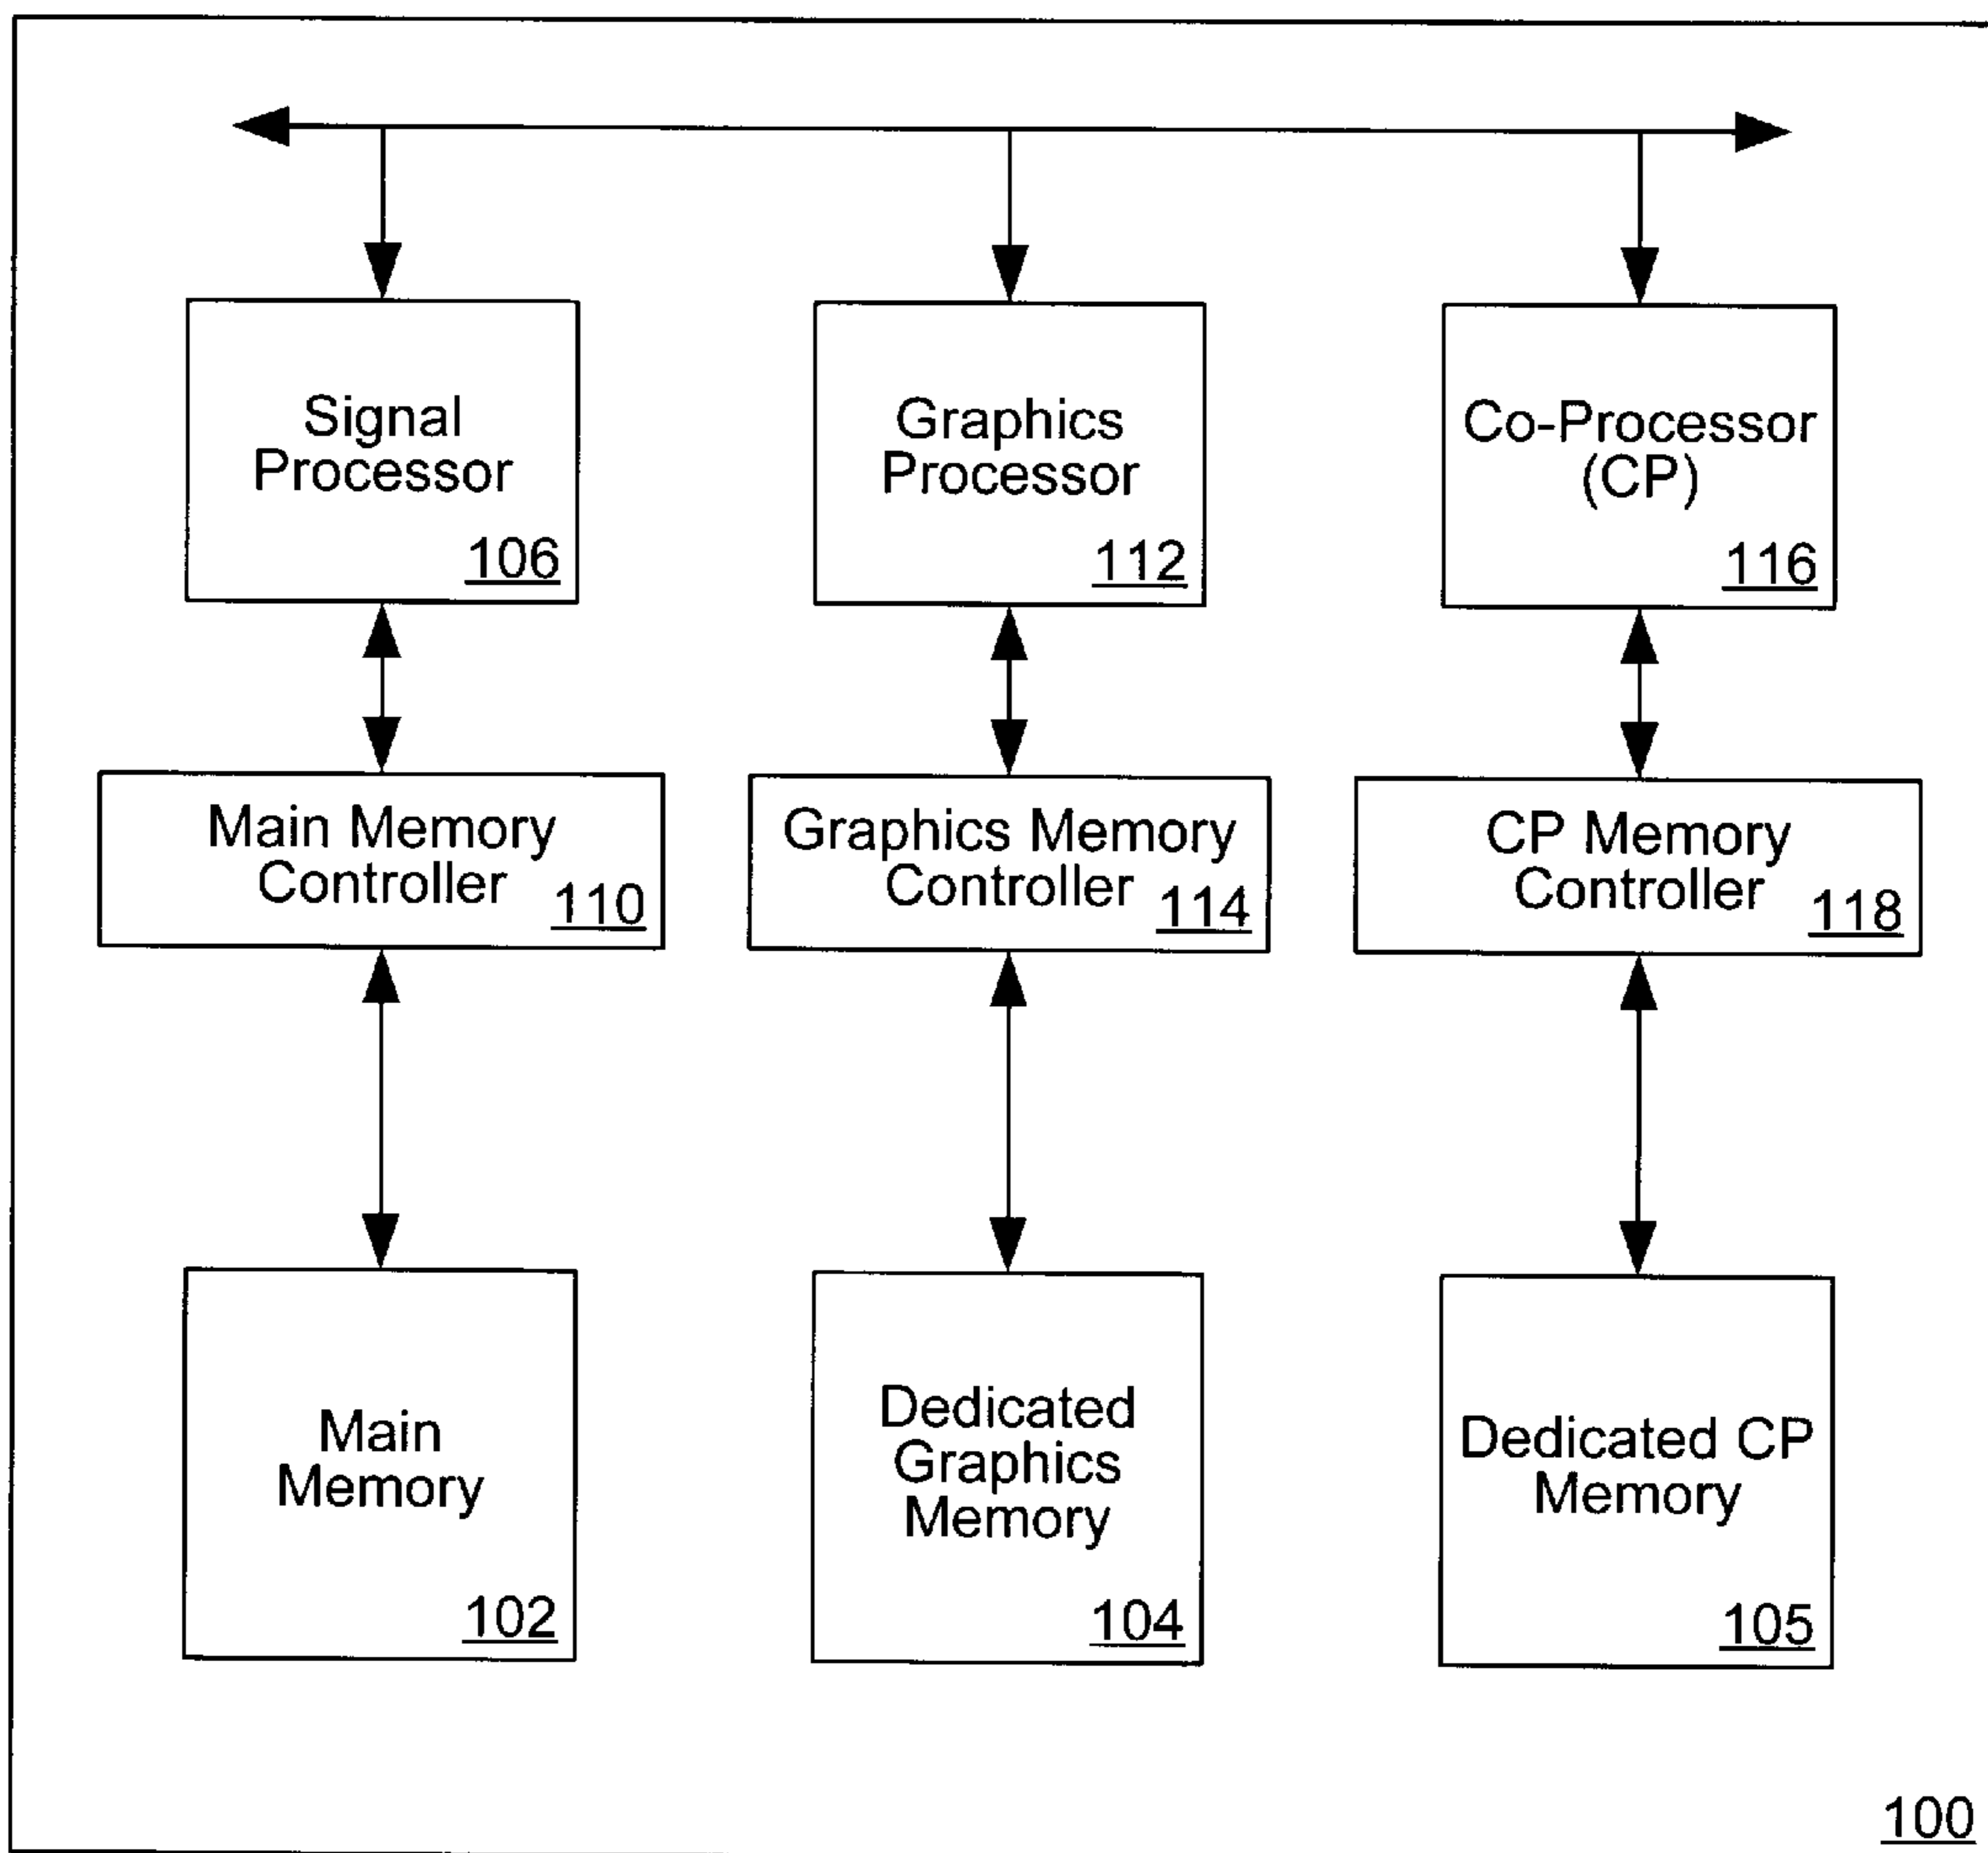 Signal
Processor
106
Graphics
Processor
112
Co-Processor
(CP)
116
Main Memory
Controller
110
Graphics Memory
Controller
114
CP Memory
Controller
118
Main
Memory
102
Dedicated
Graphics
Memory
104
Dedicated CP
Memory
105
100